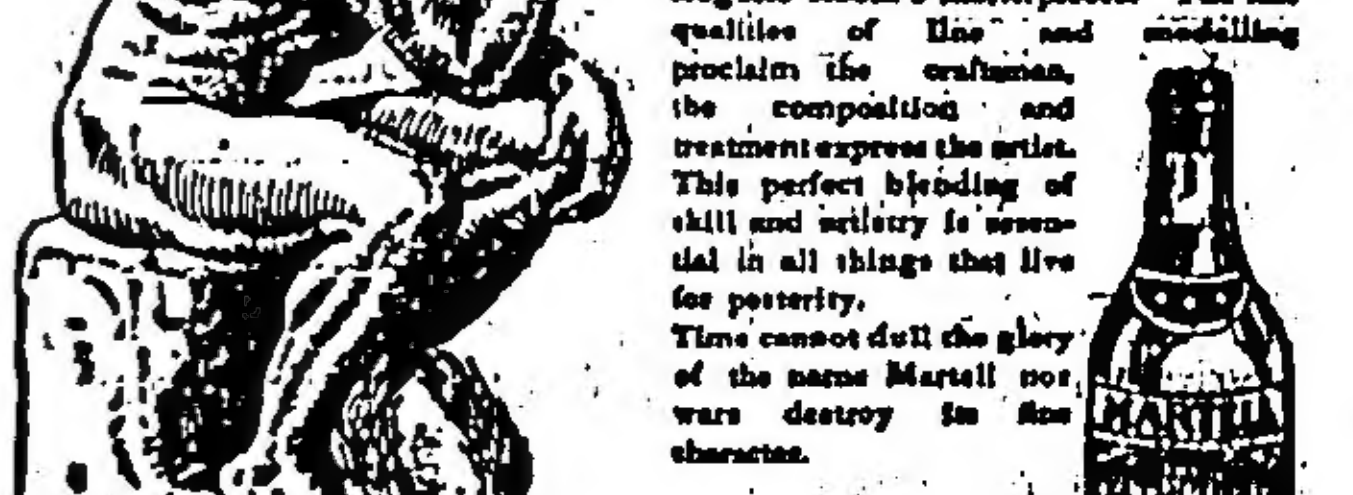 qualities of line and modelling
proclaim the craftsman,
the composition and
treatment express the artist.
This perfect blending of
skill and artistry is essen-
tial in all things that live
for posterity.
Time cannot dull the glory
of the name Martell nor
wars destroy its fine
character.
MARTELL